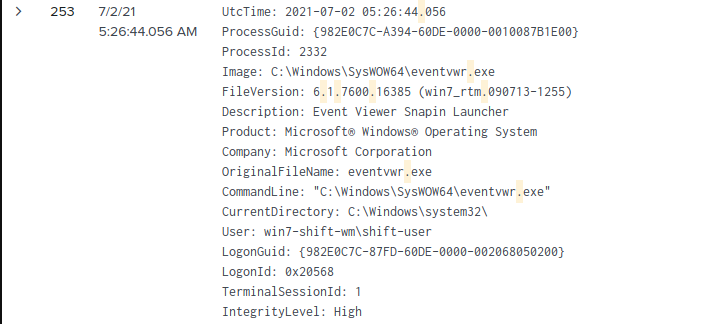 253 7/2/21 UtcTime: 2021-07-02 05:26:44.056
5:26:44.056 AM ProcessGuid: {982E0C7C-A394-60DE-0000-0010087B1E00}
ProcessId: 2332
Image: C:\Windows\SysWOW64\eventvwr.exe
FileVersion: 6.1.7600.16385 (win7_rtm.090713-1255)
Description: Event Viewer Snapin Launcher
Product: Microsoft® Windows® Operating System
Company: Microsoft Corporation
OriginalFileName: eventvwr.exe
CommandLine: "C:\Windows\SysWOW64\eventvwr.exe"
CurrentDirectory: C:\Windows\system32\
User: win7-shift-wm\shift-user
LogonGuid: {982E0C7C-87FD-60DE-0000-002068050200}
LogonId: 0x20568
TerminalSessionId: 1
IntegrityLevel: High